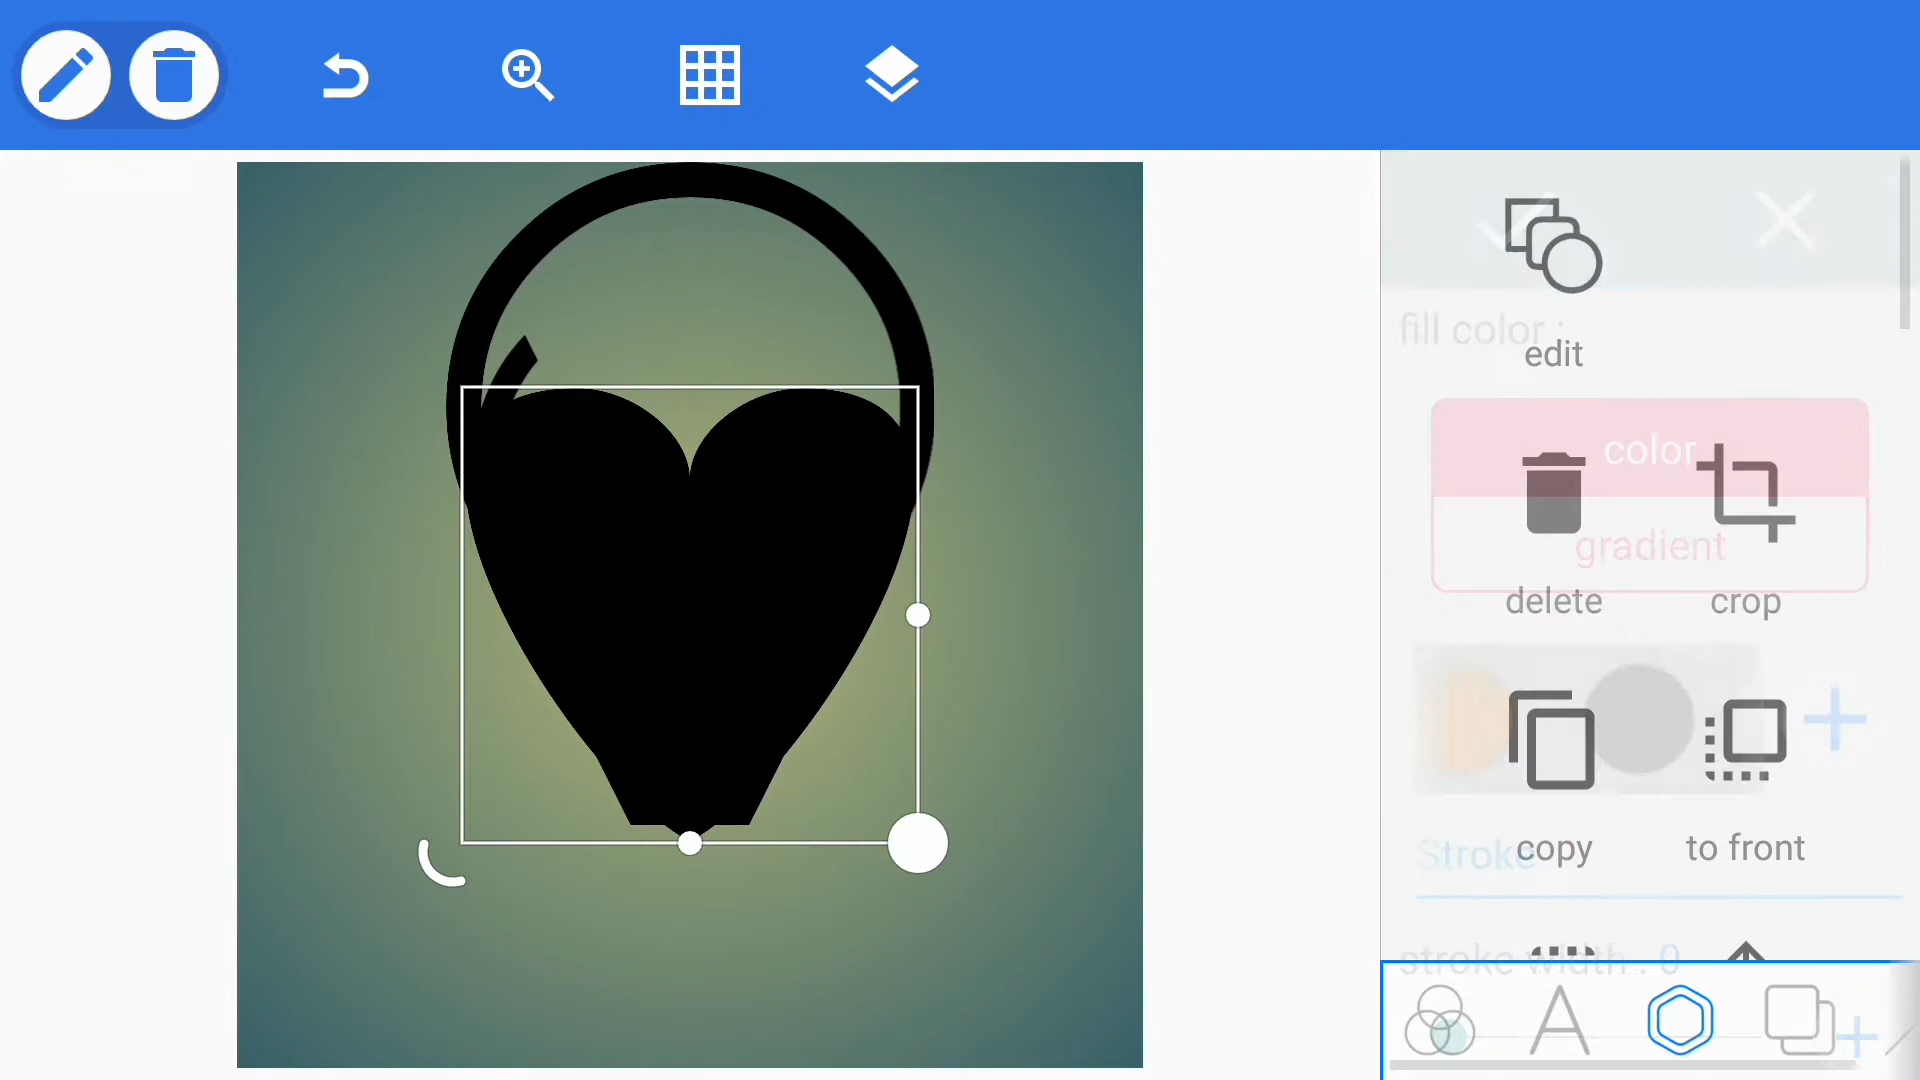 fill color :
edit
color
gradient
delete
crop
copy
to front
Stroke
stroke width : 0